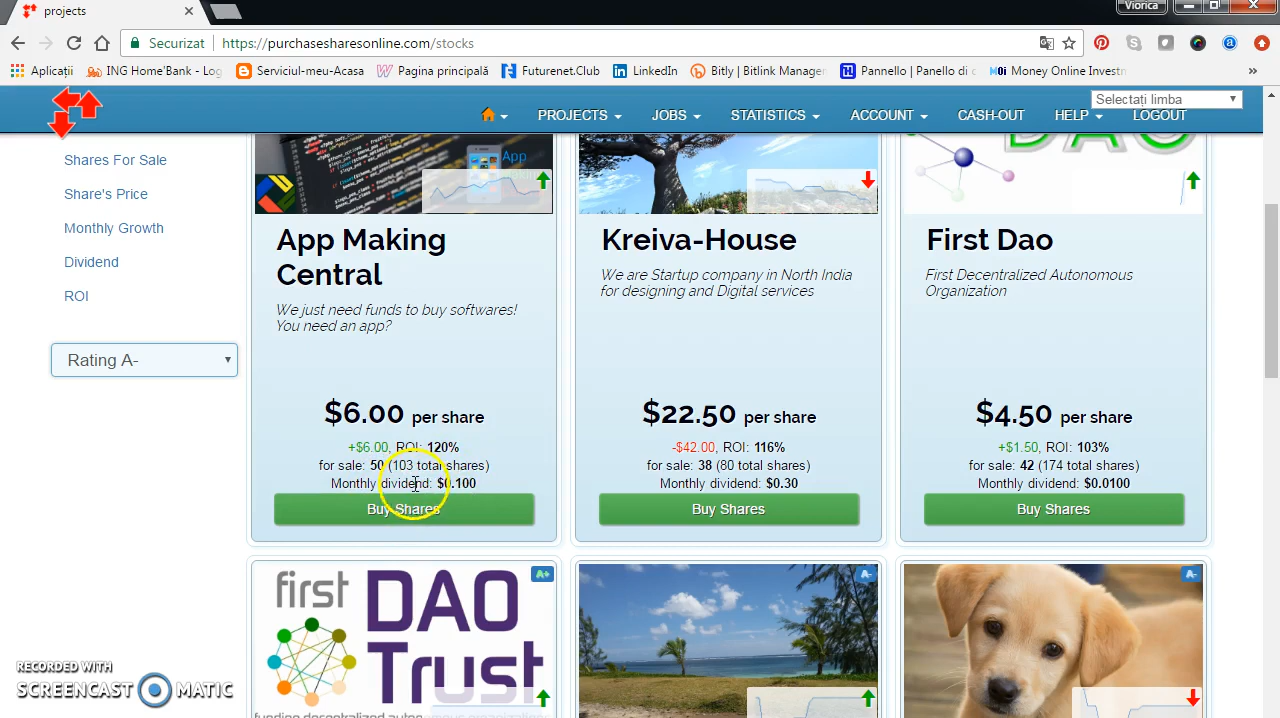 projects
Viorica
Securizat
https://purchasesharesonline.com/stocks
Aplicații
ING Home'Bank - Log
Serviciul-meu-Acasa
Pagina principală
Futurenet.Club
LinkedIn
Bitly | Bitlink Manager
Pannello | Panello di c
Money Online Investm
Selectați limba
PROJECTS
JOBS
STATISTICS
ACCOUNT
CASH-OUT
HELP
LOGOUT
Shares For Sale
Share's Price
Monthly Growth
Dividend
ROI
Rating A-
App
App Making
Central
We just need funds to buy softwares!
You need an app?
$6.00 per share
+$6.00, ROI: 120%
for sale: 50 (103 total shares)
Monthly dividend: $0.100
Buy Shares
Kreiva-House
We are Startup company in North India
for designing and Digital services
$22.50 per share
-$42.00, ROI: 116%
for sale: 38 (80 total shares)
Monthly dividend: $0.30
Buy Shares
DAO
First Dao
First Decentralized Autonomous
Organization
$4.50 per share
+$1.50, ROI: 103%
for sale: 42 (174 total shares)
Monthly dividend: $0.0100
Buy Shares
A+
first DAO
Trust
funding decentralized autonomous organizations
A-
A-
RECORDED WITH
SCREENCAST MATIC